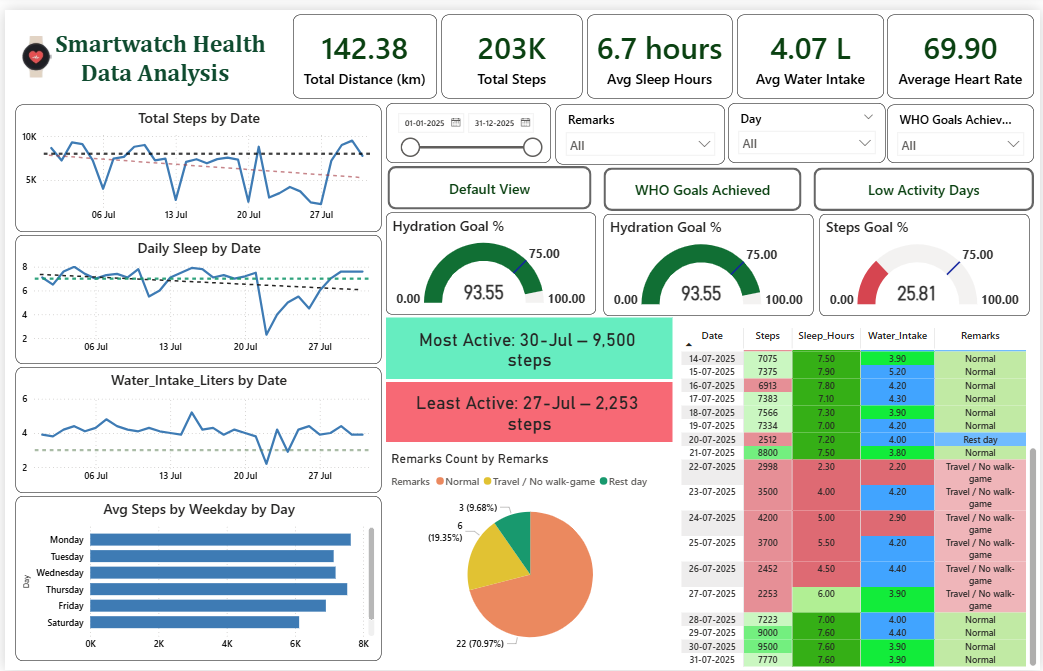 Smartwatch Health
Data Analysis
142.38
Total Distance (km)
203K
Total Steps
6.7 hours
Avg Sleep Hours
4.07 L
Avg Water Intake
69.90
Average Heart Rate
Total Steps by Date
10K
5K
06 Jul 13 Jul 20 Jul 27 Jul
01-01-2025 31-12-2025
Remarks
All
Day
All
WHO Goals Achiev...
All
Default View
WHO Goals Achieved
Low Activity Days
Daily Sleep by Date
8
6
4
2
06 Jul 13 Jul 20 Jul 27 Jul
Hydration Goal %
75.00
0.00 93.55 100.00
Hydration Goal %
75.00
0.00 93.55 100.00
Steps Goal %
75.00
0.00 25.81 100.00
Water_Intake_Liters by Date
6
4
2
06 Jul 13 Jul 20 Jul 27 Jul
Most Active: 30-Jul – 9,500
steps
Least Active: 27-Jul – 2,253
steps
Avg Steps by Weekday by Day
Day
Monday
Tuesday
Wednesday
Thursday
Friday
Saturday
0K 2K 4K 6K 8K
Remarks Count by Remarks
Remarks Normal Travel / No walk-game Rest day
3 (9.68%)
6
(19.35%)
22 (70.97%)
Date Steps Sleep_Hours Water_Intake Remarks
14-07-2025 7075 7.50 3.90 Normal
15-07-2025 7375 7.90 5.20 Normal
16-07-2025 6913 7.80 4.20 Normal
17-07-2025 7383 7.10 4.30 Normal
18-07-2025 7566 7.30 3.90 Normal
19-07-2025 7334 7.00 4.20 Normal
20-07-2025 2512 7.20 4.00 Rest day
21-07-2025 8800 7.50 3.80 Normal
22-07-2025 2998 2.30 2.20 Travel / No walk-
game
23-07-2025 3500 4.00 4.20 Travel / No walk-
game
24-07-2025 4200 5.00 2.90 Travel / No walk-
game
25-07-2025 3700 5.50 4.20 Travel / No walk-
game
26-07-2025 2452 4.50 4.40 Travel / No walk-
game
27-07-2025 2253 6.00 3.90 Travel / No walk-
game
28-07-2025 7223 7.00 4.00 Normal
29-07-2025 9000 7.60 4.40 Normal
30-07-2025 9500 7.60 3.90 Normal
31-07-2025 7770 7.60 3.90 Normal